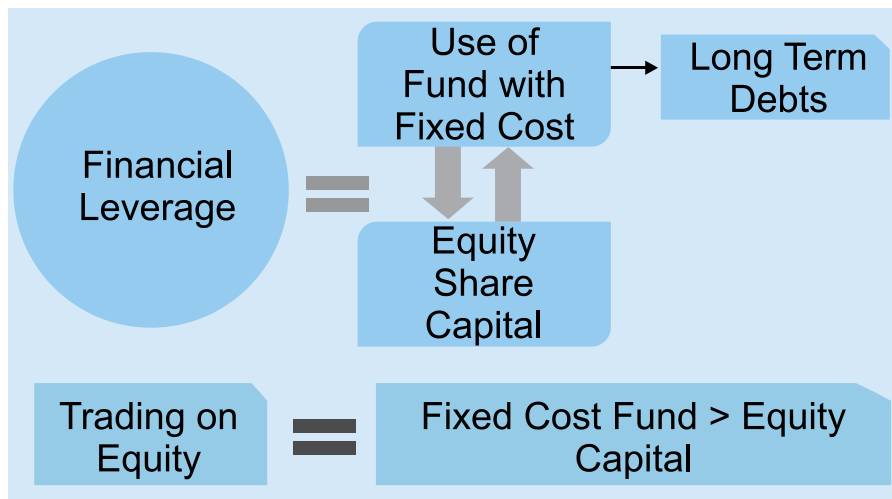 Use of
Fund with
Fixed Cost
Long Term
Debts
Financial
Leverage
=
Equity
Share
Capital
Trading on
Equity
=
Fixed Cost Fund > Equity
Capital